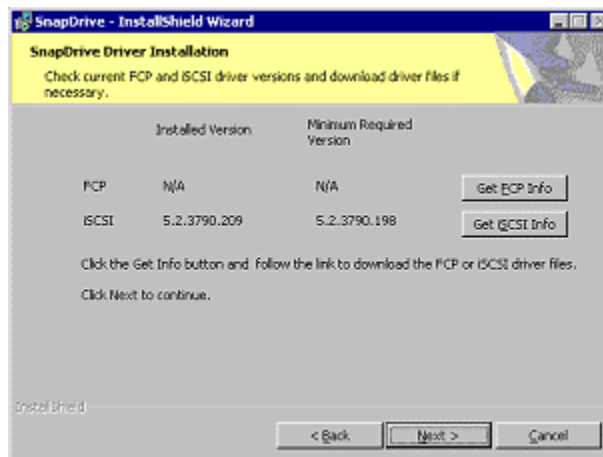 SnapDrive - InstallShield Wizard
SnapDrive Driver Installation
Check current FCP and iSCSI driver versions and download driver files if
necessary.
Installed Version
Minimum Required
Version
FCP N/A N/A Get FCP Info
iSCSI 5.2.3790.209 5.2.3790.198 Get iSCSI Info
Click the Get Info button and follow the link to download the FCP or iSCSI driver files.
Click Next to continue.
InstallShield
< Back Next > Cancel